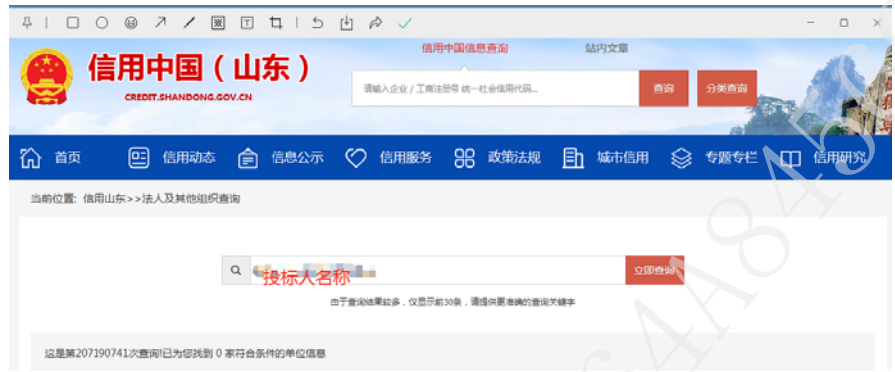 信用中国信息查询 站内文章
信用中国（山东）
CREDIT.SHANDONG.GOV.CN
请输入企业 / 工商注册号 统一社会信用代码...
查询 分类查询
首页 信用动态 信息公示 信用服务 政策法规 城市信用 专题专栏 信用研究
当前位置: 信用山东>>法人及其他组织查询
投标人名称
立即查询
由于查询结果较多，仅显示前30条，请提供更准确的查询关键字
这是第207190741次查询!已为您找到 0 家符合条件的单位信息